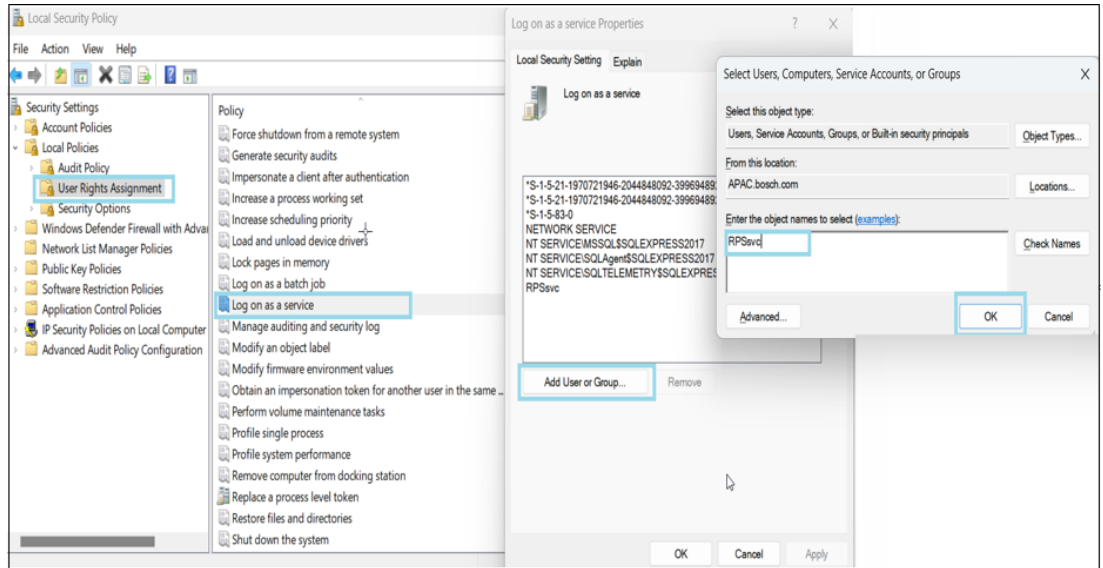 Local Security Policy
File Action View Help
Security Settings
Account Policies
Local Policies
Audit Policy
User Rights Assignment
Security Options
Windows Defender Firewall with Advan
Network List Manager Policies
Public Key Policies
Software Restriction Policies
Application Control Policies
IP Security Policies on Local Computer
Advanced Audit Policy Configuration
Policy
Force shutdown from a remote system
Generate security audits
Impersonate a client after authentication
Increase a process working set
Increase scheduling priority
Load and unload device drivers
Lock pages in memory
Log on as a batch job
Log on as a service
Manage auditing and security log
Modify an object label
Modify firmware environment values
Obtain an impersonation token for another user in the same ...
Perform volume maintenance tasks
Profile single process
Profile system performance
Remove computer from docking station
Replace a process level token
Restore files and directories
Shut down the system
Log on as a service Properties ? X
Local Security Setting Explain
Log on as a service
*S-1-5-21-1970721946-2044848092-39969489
*S-1-5-21-1970721946-2044848092-39969489
*S-1-5-83-0
NETWORK SERVICE
NT SERVICE\MSSQL$SQLEXPRESS2017
NT SERVICE\SQLAgent$SQLEXPRESS2017
NT SERVICE\SQLTELEMETRY$SQLEXPRES
RPSsvc
Add User or Group... Remove
OK Cancel Apply
Select Users, Computers, Service Accounts, or Groups X
Select this object type:
Users, Service Accounts, Groups, or Built-in security principals Object Types...
From this location:
APAC.bosch.com Locations...
Enter the object names to select (examples):
RPSsvc Check Names
Advanced... OK Cancel